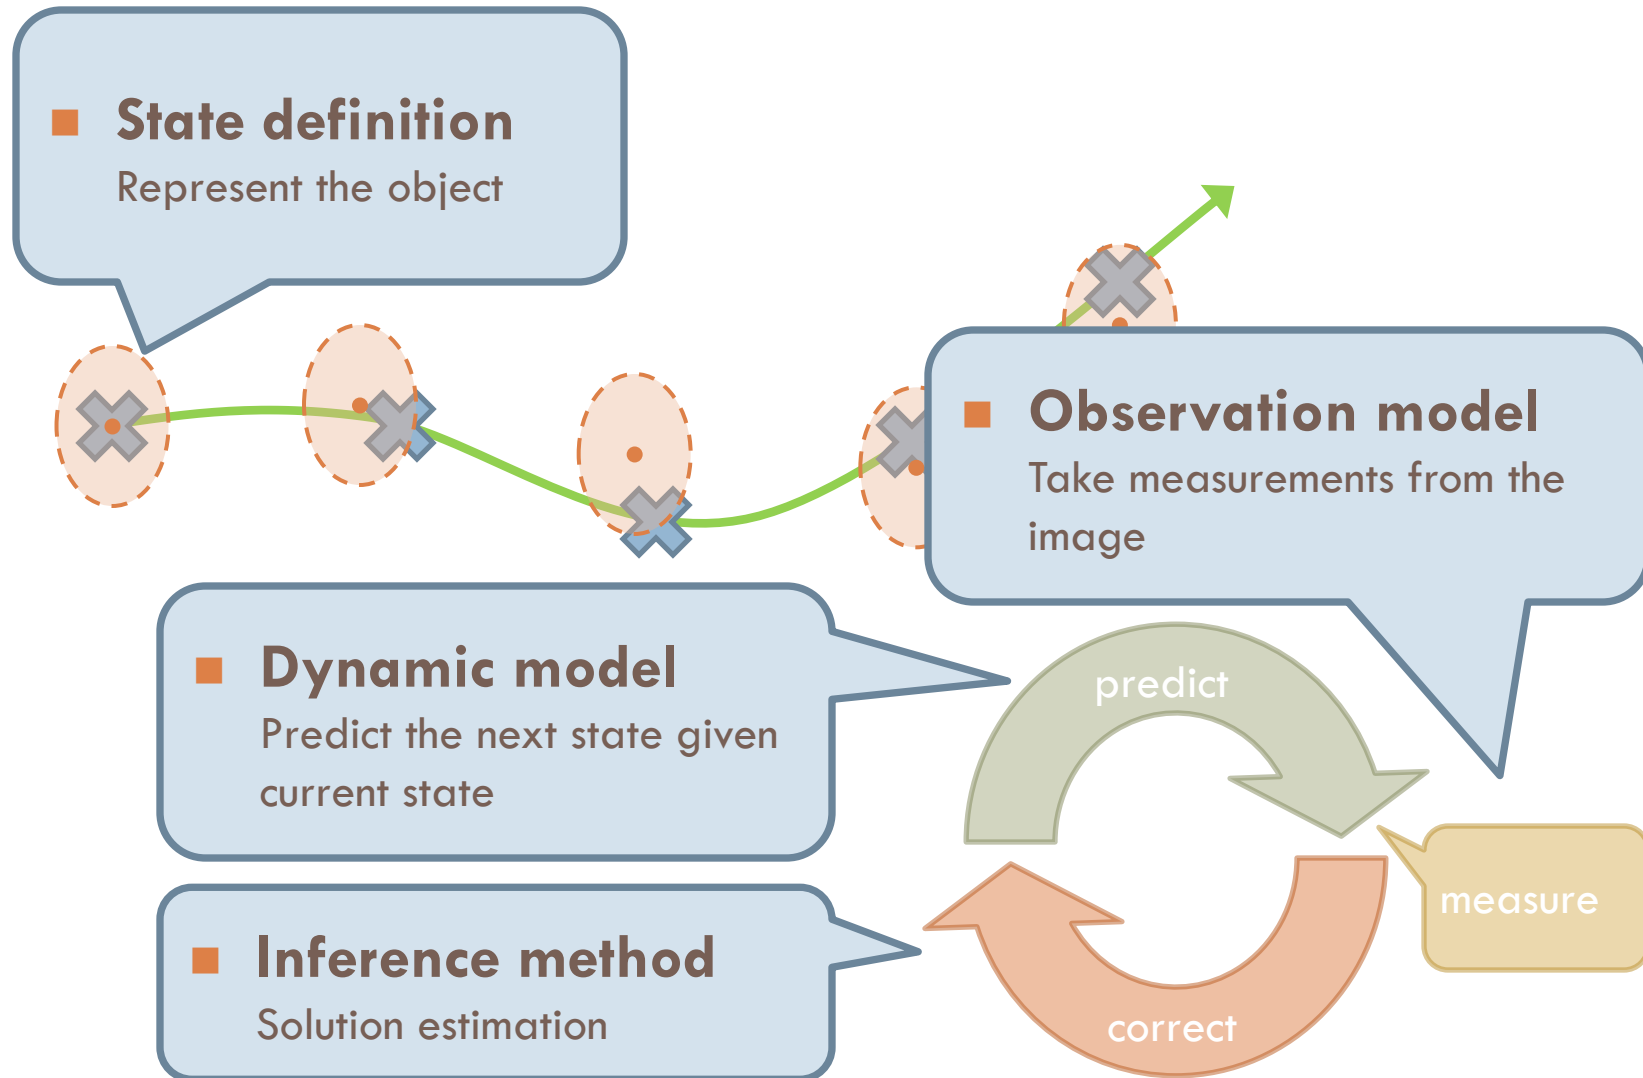 State definition
Represent the object
Observation model
Take measurements from the
image
Dynamic model
Predict the next state given
current state
predict
measure
Inference method
Solution estimation
correct